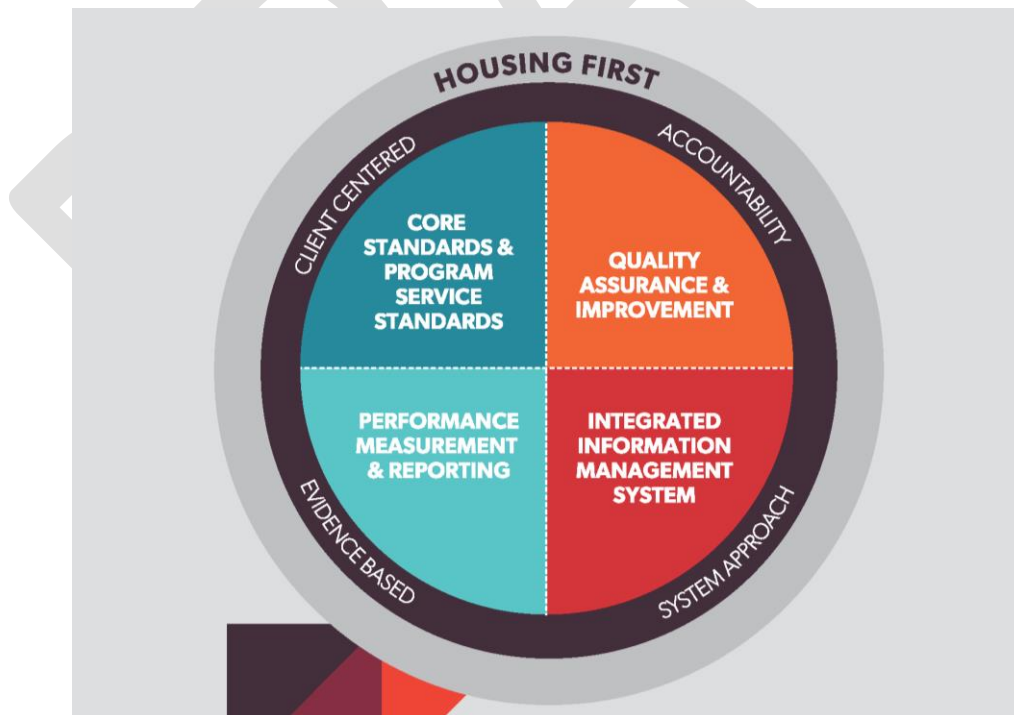 HOUSING FIRST
CLIENT CENTERED
ACCOUNTABILITY
CORE
STANDARDS &
PROGRAM
SERVICE
STANDARDS
QUALITY
ASSURANCE &
IMPROVEMENT
PERFORMANCE
MEASUREMENT
& REPORTING
INTEGRATED
INFORMATION
MANAGEMENT
SYSTEM
EVIDENCE BASED
SYSTEM APPROACH